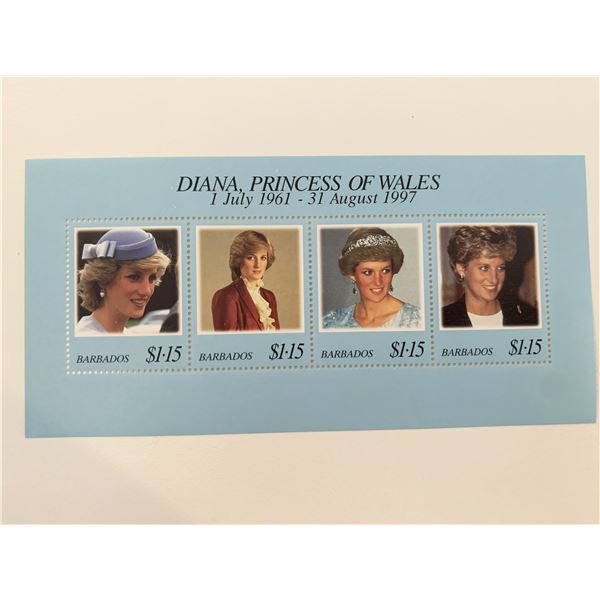 DIANA, PRINCESS OF WALES
1 July 1961 - 31 August 1997
BARBADOS $1·15
BARBADOS $1·15
BARBADOS $1·15
BARBADOS $1·15